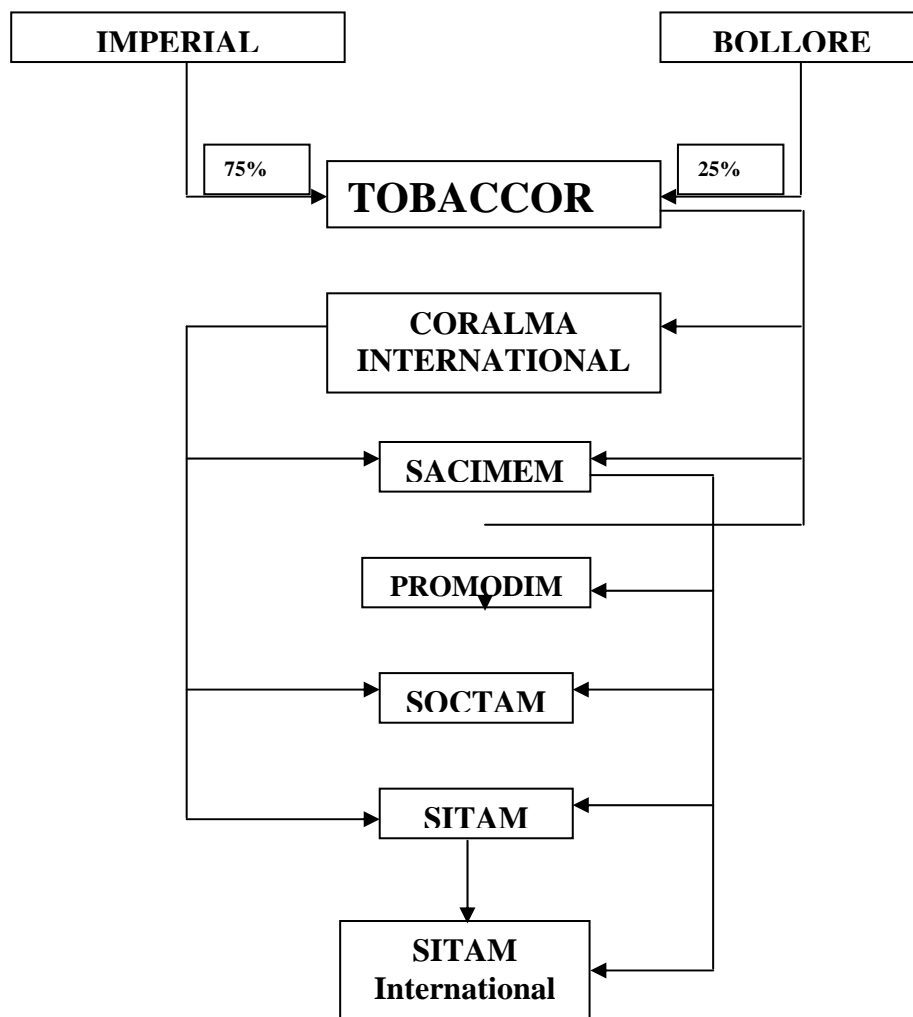 IMPERIAL
BOLLORE
75%
25%
TOBACCOR
CORALMA
INTERNATIONAL
SACIMEM
PROMODIM
SOCTAM
SITAM
SITAM
International